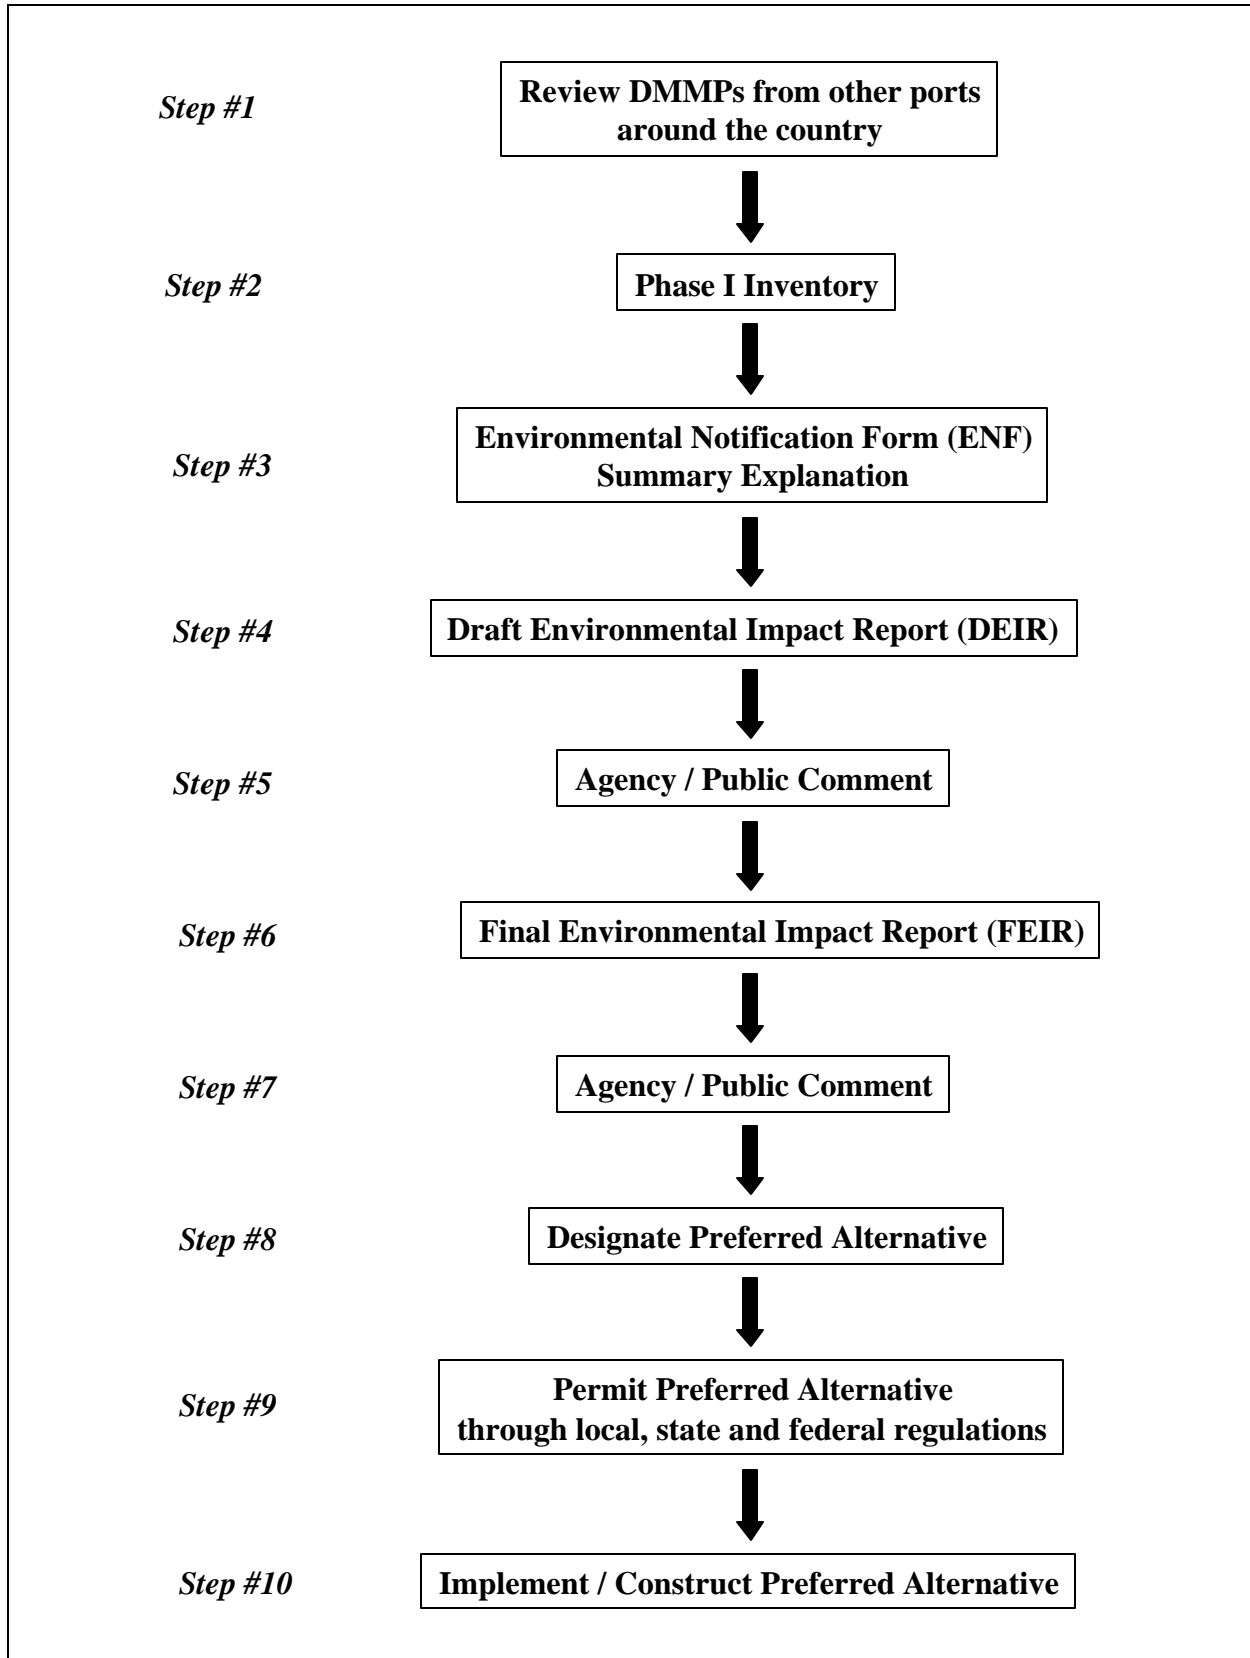 Step #1
Review DMMPs from other ports
around the country
Step #2
Phase I Inventory
Step #3
Environmental Notification Form (ENF)
Summary Explanation
Step #4
Draft Environmental Impact Report (DEIR)
Step #5
Agency / Public Comment
Step #6
Final Environmental Impact Report (FEIR)
Step #7
Agency / Public Comment
Step #8
Designate Preferred Alternative
Step #9
Permit Preferred Alternative
through local, state and federal regulations
Step #10
Implement / Construct Preferred Alternative